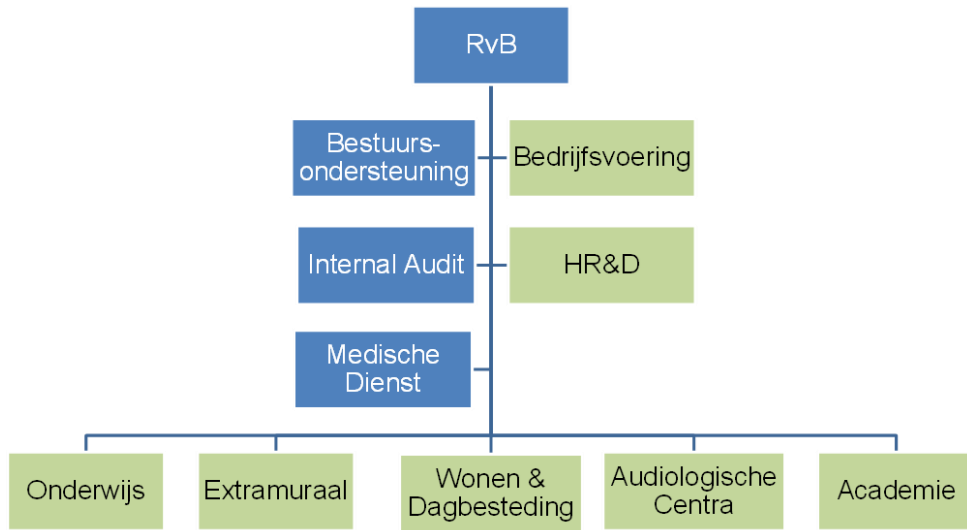 RvB
Bestuurs-
ondersteuning
Bedrijfsvoering
Internal Audit
HR&D
Medische
Dienst
Onderwijs
Extramuraal
Wonen &
Dagbesteding
Audiologische
Centra
Academie